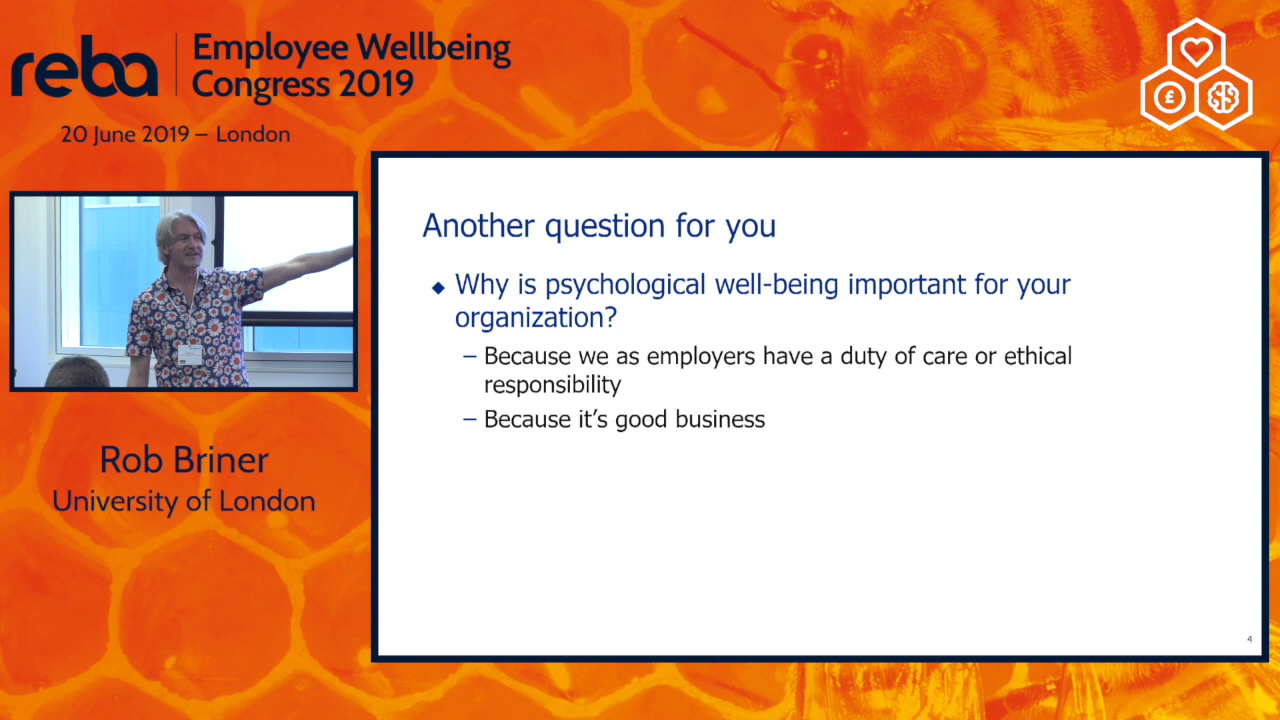 reba
Employee Wellbeing
Congress 2019
20 June 2019 – London
£
Another question for you
◆ Why is psychological well-being important for your
organization?
– Because we as employers have a duty of care or ethical
responsibility
– Because it's good business
4
Rob Briner
University of London